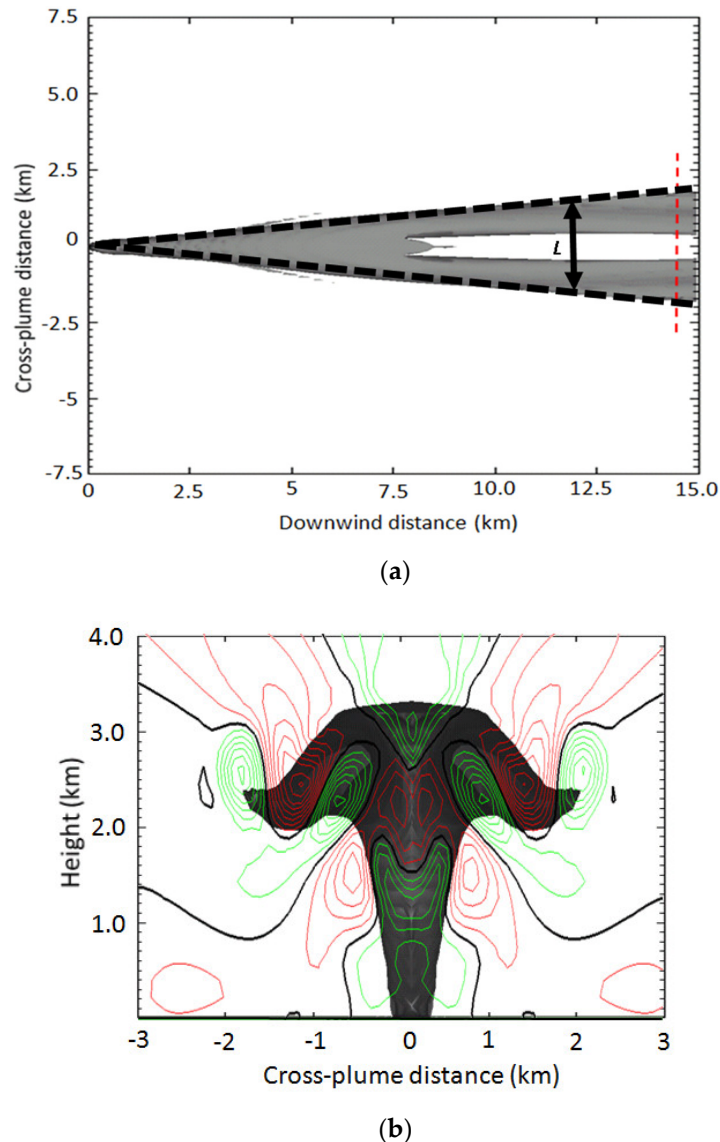 7.5
5.0
2.5
0
-2.5
-5
-7.5
Cross-plume distance (km)
L
0 2.5 5.0 7.5 10.0 12.5 15.0
Downwind distance (km)
(a)
4.0
3.0
2.0
1.0
Height (km)
-3 -2 -1 0 1 2 3
Cross-plume distance (km)
(b)